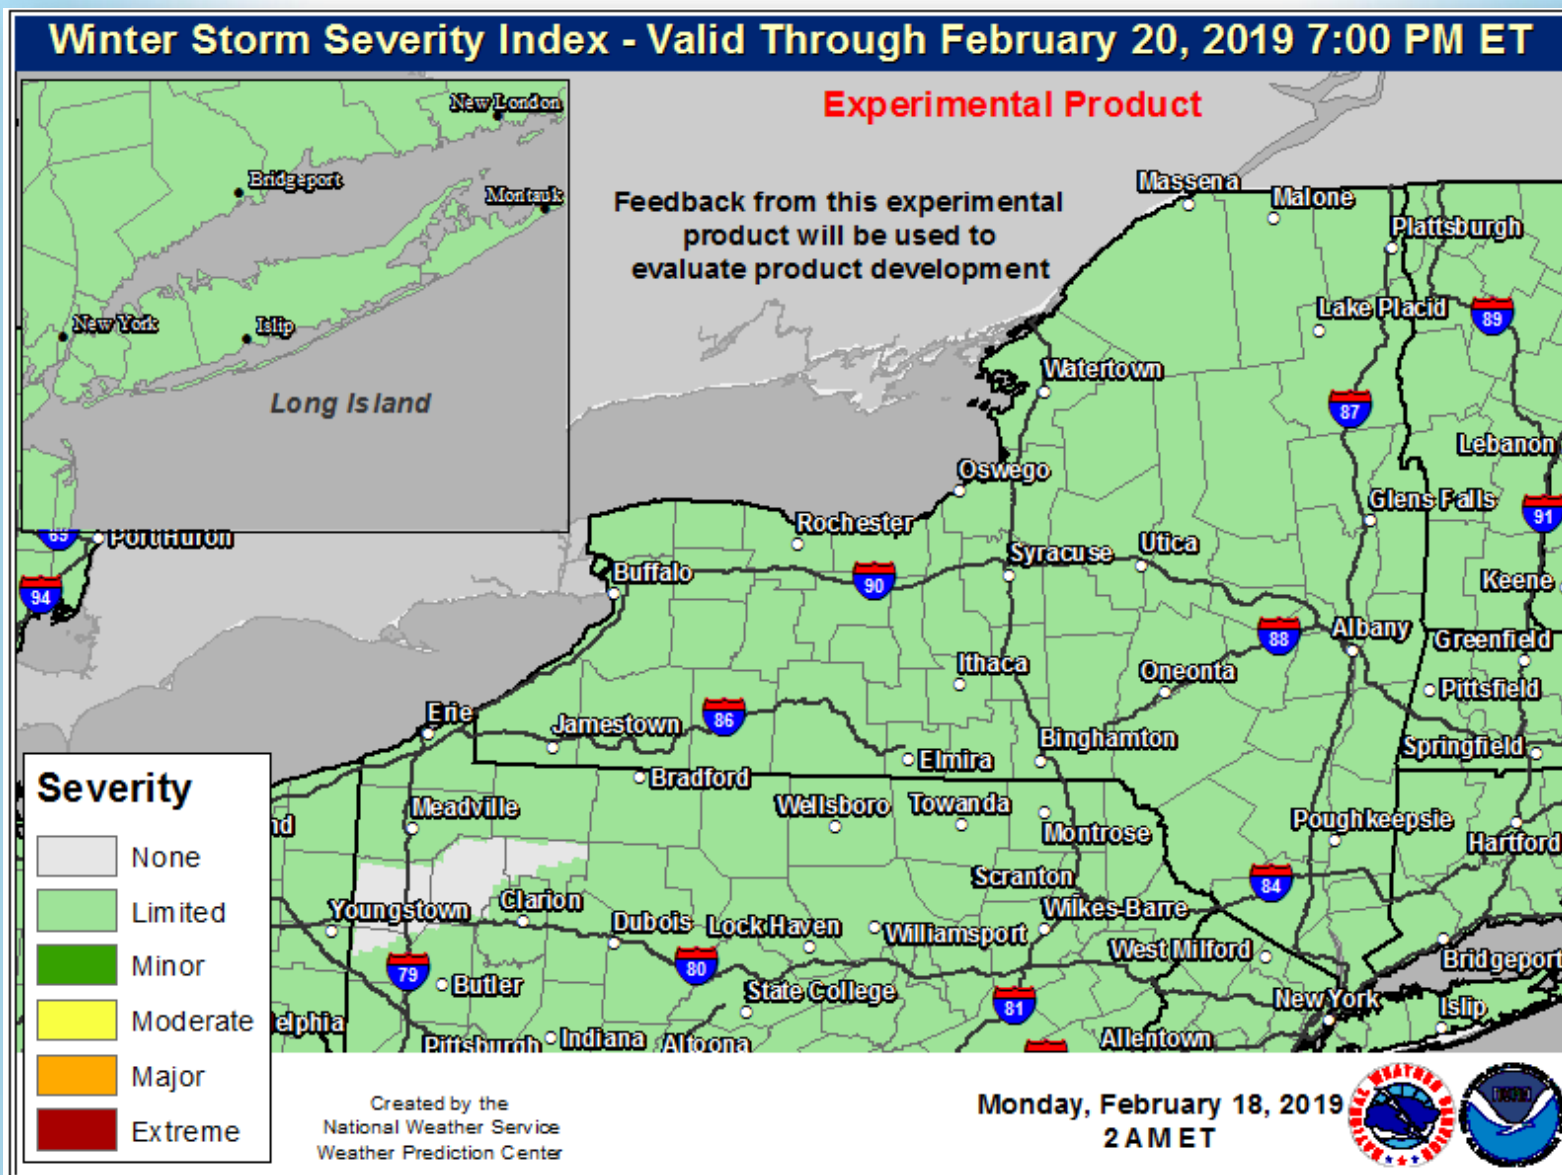 Winter Storm Severity Index - Valid Through February 20, 2019 7:00 PM ET
Experimental Product
Feedback from this experimental
product will be used to
evaluate product development
New London
Bridgeport
Montauk
New York
Islip
Long Island
Massena
Malone
Plattsburgh
Lake Placid
89
Watertown
87
Lebanon
Oswego
Glens Falls
91
Rochester
69
Port Huron
Syracuse
Utica
Buffalo
90
94
Keene
Albany
88
Greenfield
Ithaca
Oneonta
Pittsfield
Erie
Jamestown
86
Binghamton
Springfield
Elmira
Bradford
Meadville
Wellsboro
Towanda
Montrose
Poughkeepsie
Hartford
Scranton
84
Youngstown
Clarion
Wilkes-Barre
Dubois
Lock Haven
Williamsport
West Milford
79
80
Bridgeport
Butler
State College
81
New York
Islip
elphia
Pittsburgh
Indiana
Altoona
Allentown
Severity
None
Limited
Minor
Moderate
Major
Extreme
Created by the
National Weather Service
Weather Prediction Center
Monday, February 18, 2019
2 AM ET
NATIONAL WEATHER SERVICE
noaa